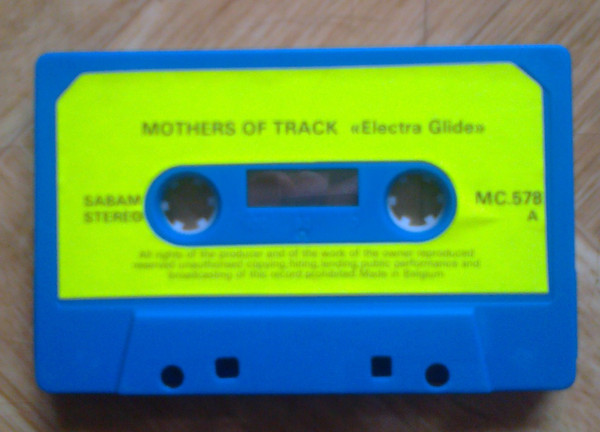 MOTHERS OF TRACK «Electra Glide»
SABAM
STEREO
MC.578
A
All rights of the producer and of the work of the owner reproduced
reserved unauthorised copying, hiring, lending, public performance and
broadcasting of this record prohibited Made in Belgium